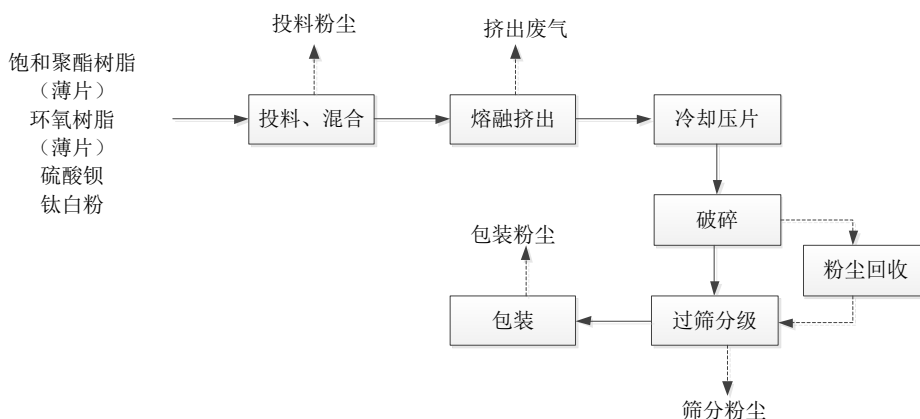 投料粉尘
挤出废气
饱和聚酯树脂
（薄片）
环氧树脂
（薄片）
硫酸钡
钛白粉
投料、混合
熔融挤出
冷却压片
破碎
包装粉尘
粉尘回收
包装
过筛分级
筛分粉尘